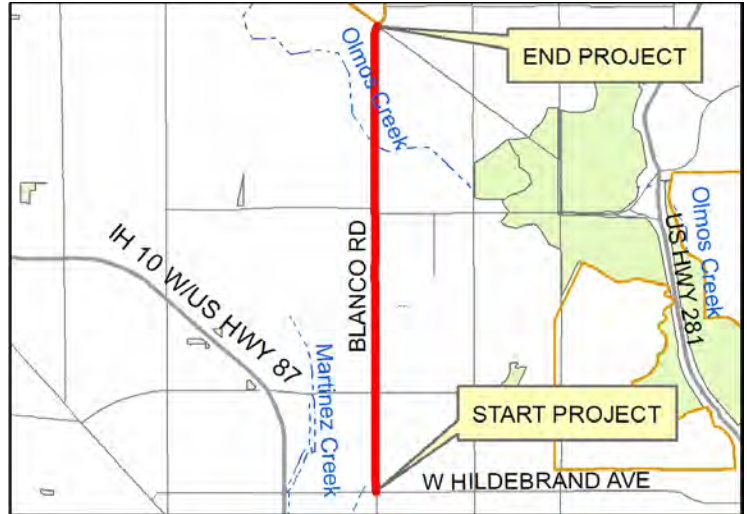 END PROJECT
Olmos Creek
Olmos Creek
US HWY 281
BLANCO RD
IH 10 W/US HWY 87
Martinez Creek
START PROJECT
W HILDEBRAND AVE